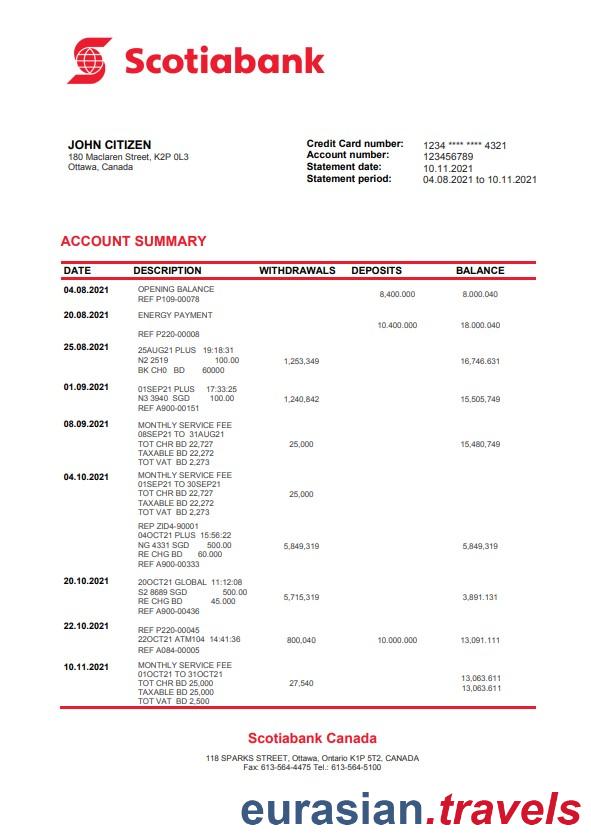 Scotiabank
JOHN CITIZEN
180 Maclaren Street, K2P 0L3
Ottawa, Canada
Credit Card number: 1234 **** **** 4321
Account number: 123456789
Statement date: 10.11.2021
Statement period: 04.08.2021 to 10.11.2021
ACCOUNT SUMMARY
DATE DESCRIPTION WITHDRAWALS DEPOSITS BALANCE
04.08.2021 OPENING BALANCE
8,400.000 8.000.040
REF P109-00078
20.08.2021 ENERGY PAYMENT
10.400.000 18.000.040
REF P220-00008
25.08.2021
25AUG21 PLUS 19:18:31
N2 2519 100.00 1,253,349 16,746.631
BK CH0 BD 60000
01.09.2021 01SEP21 PLUS 17:33:25
N3 3940 SGD 100.00 1,240,842 15,505,749
REF A900-00151
08.09.2021 MONTHLY SERVICE FEE
08SEP21 TO 31AUG21
TOT CHR BD 22,727 25,000 15,480,749
TAXABLE BD 22,272
TOT VAT BD 2,273
04.10.2021 MONTHLY SERVICE FEE
01SEP21 TO 30SEP21
TOT CHR BD 22,727 25,000
TAXABLE BD 22,272
TOT VAT BD 2,273
REP ZID4-90001
04OCT21 PLUS 15:56:22
NG 4331 SGD 500.00 5,849,319 5,849,319
RE CHG BD 60.000
REF A900-00333
20.10.2021 20OCT21 GLOBAL 11:12:08
S2 8689 SGD 500.00
5,715,319 3,891.131
RE CHG BD 45.000
REF A900-00436
22.10.2021 REF P220-00045
22OCT21 ATM104 14:41:36 800,040 10.000.000 13,091.111
REF A084-00005
10.11.2021 MONTHLY SERVICE FEE
01OCT21 TO 31OCT21 13,063.611
TOT CHR BD 25,000 27,540
TAXABLE BD 25,000 13,063.611
TOT VAT BD 2,500
Scotiabank Canada
118 SPARKS STREET, Ottawa, Ontario K1P 5T2, CANADA
Fax: 613-564-4475 Tel.: 613-564-5100
eurasian.travels